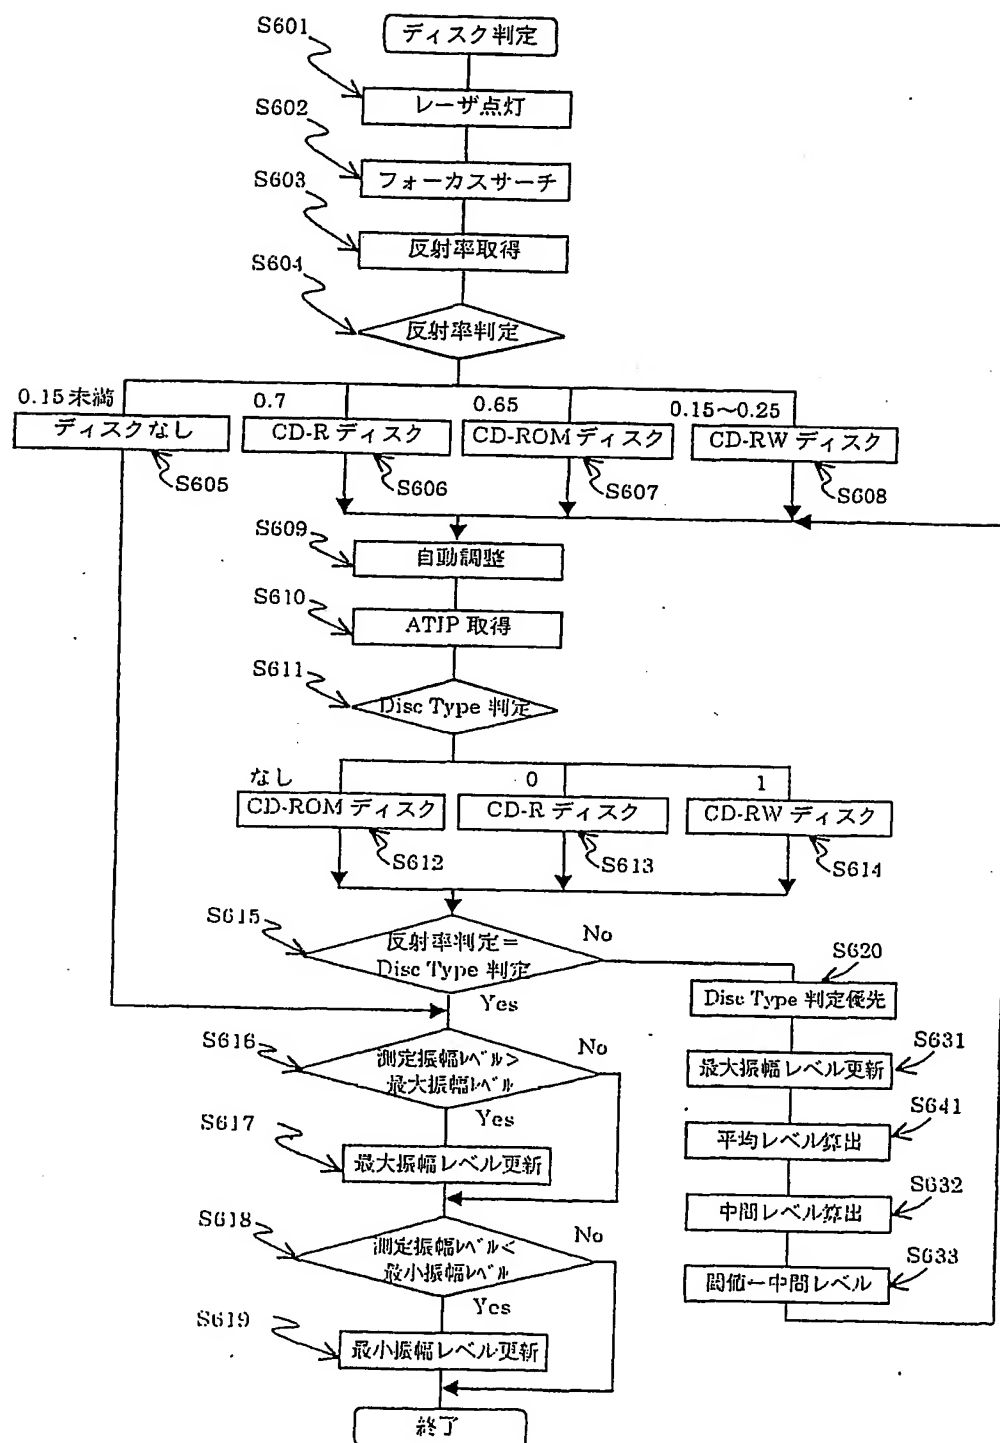 ディスク判定
S601
レーザ点灯
S602
フォーカスサーチ
S603
反射率取得
S604
反射率判定
0.15未満
0.7
0.65
0.15〜0.25
ディスクなし
CD-R ディスク
CD-ROM ディスク
CD-RW ディスク
S605
S606
S607
S608
S609
自動調整
S610
ATIP 取得
S611
Disc Type 判定
なし
0
1
CD-ROM ディスク
CD-R ディスク
CD-RW ディスク
S612
S613
S614
S615
反射率判定=
Disc Type 判定
No
Yes
S620
Disc Type 判定優先
S616
測定振幅レベル>
最大振幅レベル
No
Yes
S631
最大振幅レベル更新
S617
最大振幅レベル更新
S641
平均レベル算出
S618
測定振幅レベル<
最小振幅レベル
No
Yes
S632
中間レベル算出
S633
閾値←中間レベル
S619
最小振幅レベル更新
終了